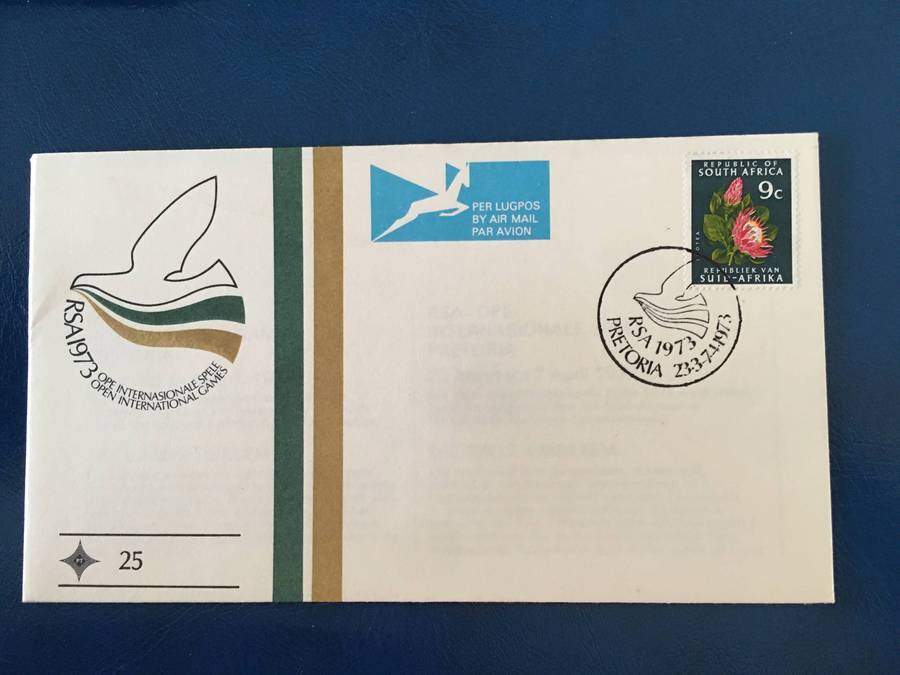 RSA 1973
OPE INTERNASIONALE SPELE
OPEN INTERNATIONAL GAMES
25
PER LUGPOS
BY AIR MAIL
PAR AVION
REPUBLIC OF
SOUTH AFRICA
9c
REPUBLIEK VAN
SUID-AFRIKA
RSA 1973
PRETORIA 23·3-7·4·1973